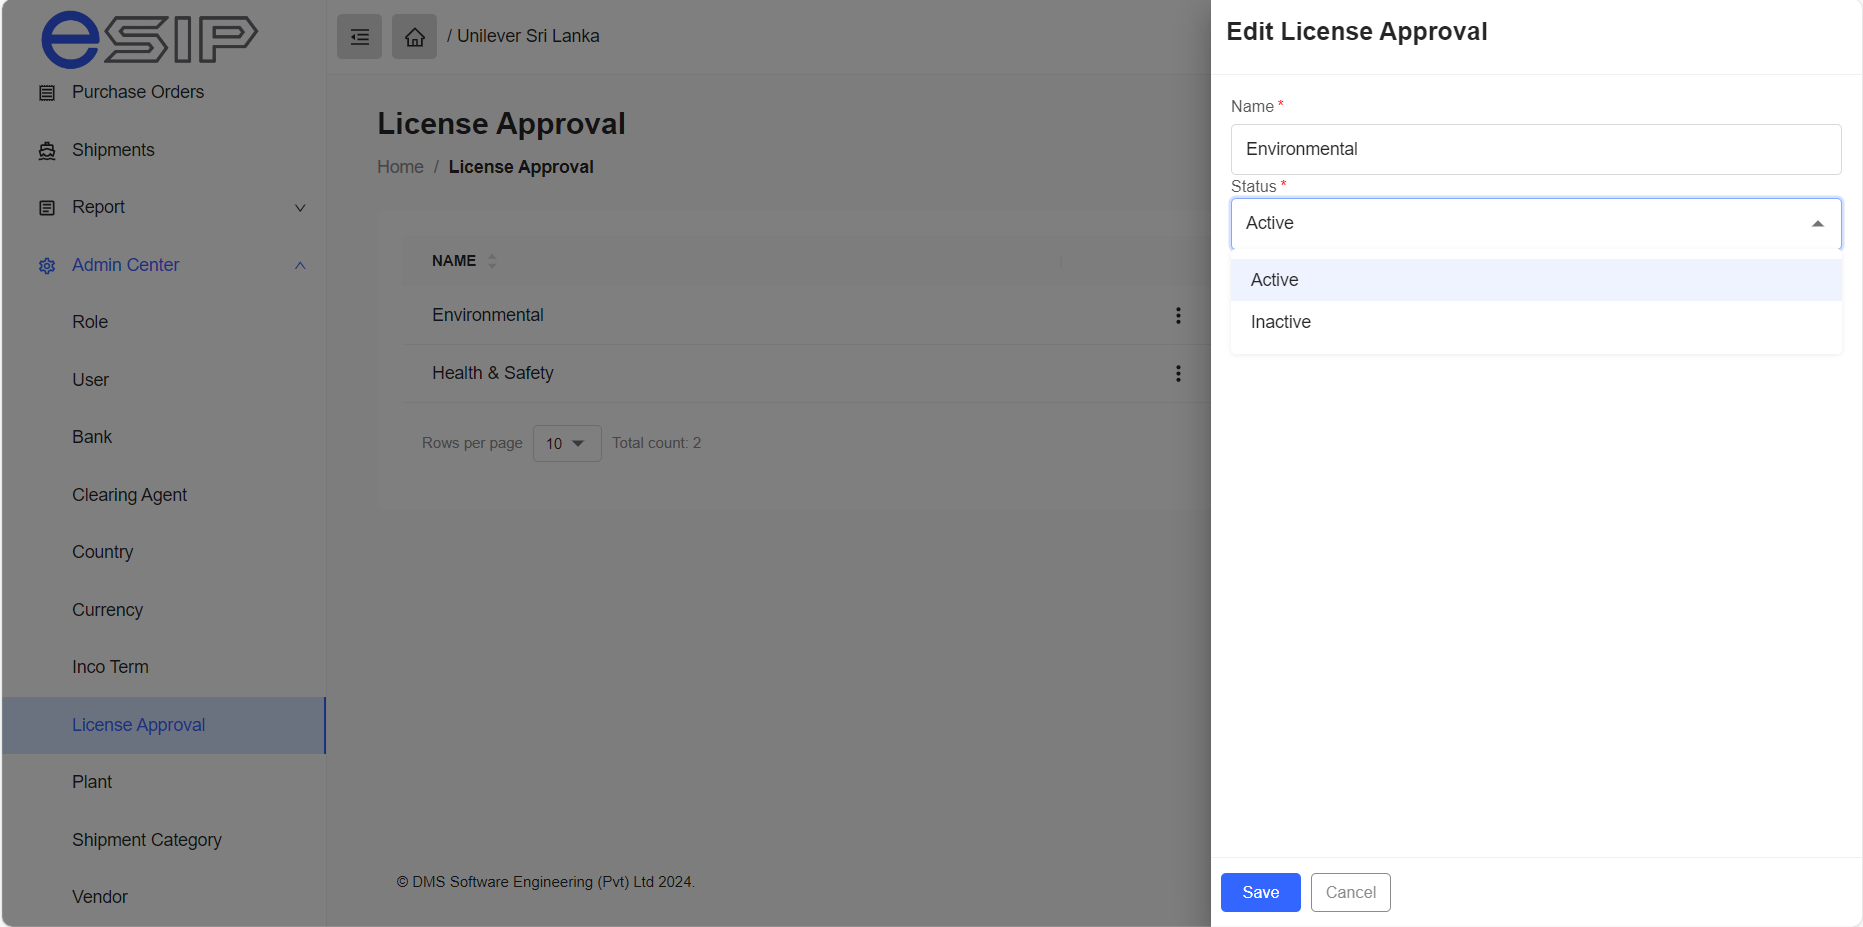 eSIP
Purchase Orders
Shipments
Report
Admin Center
Role
User
Bank
Clearing Agent
Country
Currency
Inco Term
License Approval
Plant
Shipment Category
Vendor
/ Unilever Sri Lanka
License Approval
Home / License Approval
NAME
Environmental
Health & Safety
Rows per page 10 Total count: 2
© DMS Software Engineering (Pvt) Ltd 2024.
Edit License Approval
Name *
Environmental
Status *
Active
Active
Inactive
Save Cancel